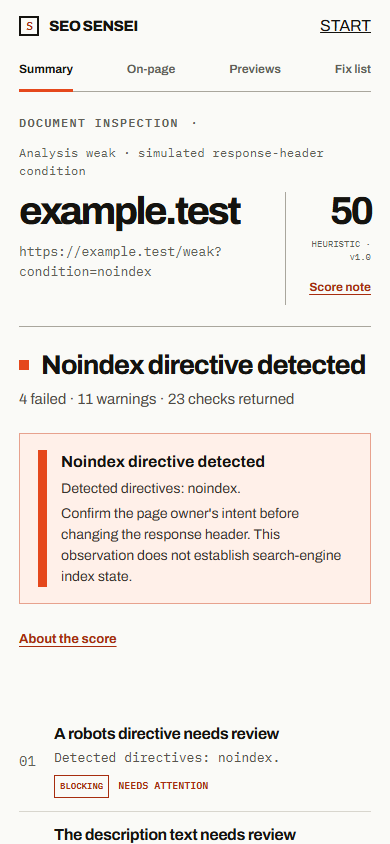 S SEO SENSEI START
Summary On-page Previews Fix list
DOCUMENT INSPECTION ·
Analysis weak · simulated response-header
condition
example.test
50
https://example.test/weak?
condition=noindex
HEURISTIC ·
v1.0
Score note
Noindex directive detected
4 failed · 11 warnings · 23 checks returned
Noindex directive detected
Detected directives: noindex.
Confirm the page owner's intent before
changing the response header. This
observation does not establish search-engine
index state.
About the score
A robots directive needs review
01 Detected directives: noindex.
BLOCKING NEEDS ATTENTION
The description text needs review